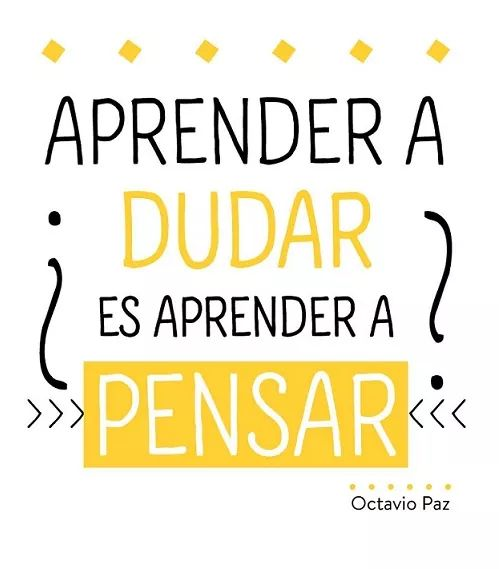 APRENDER A
¿ DUDAR ?
ES APRENDER A
>>> PENSAR <<<
Octavio Paz